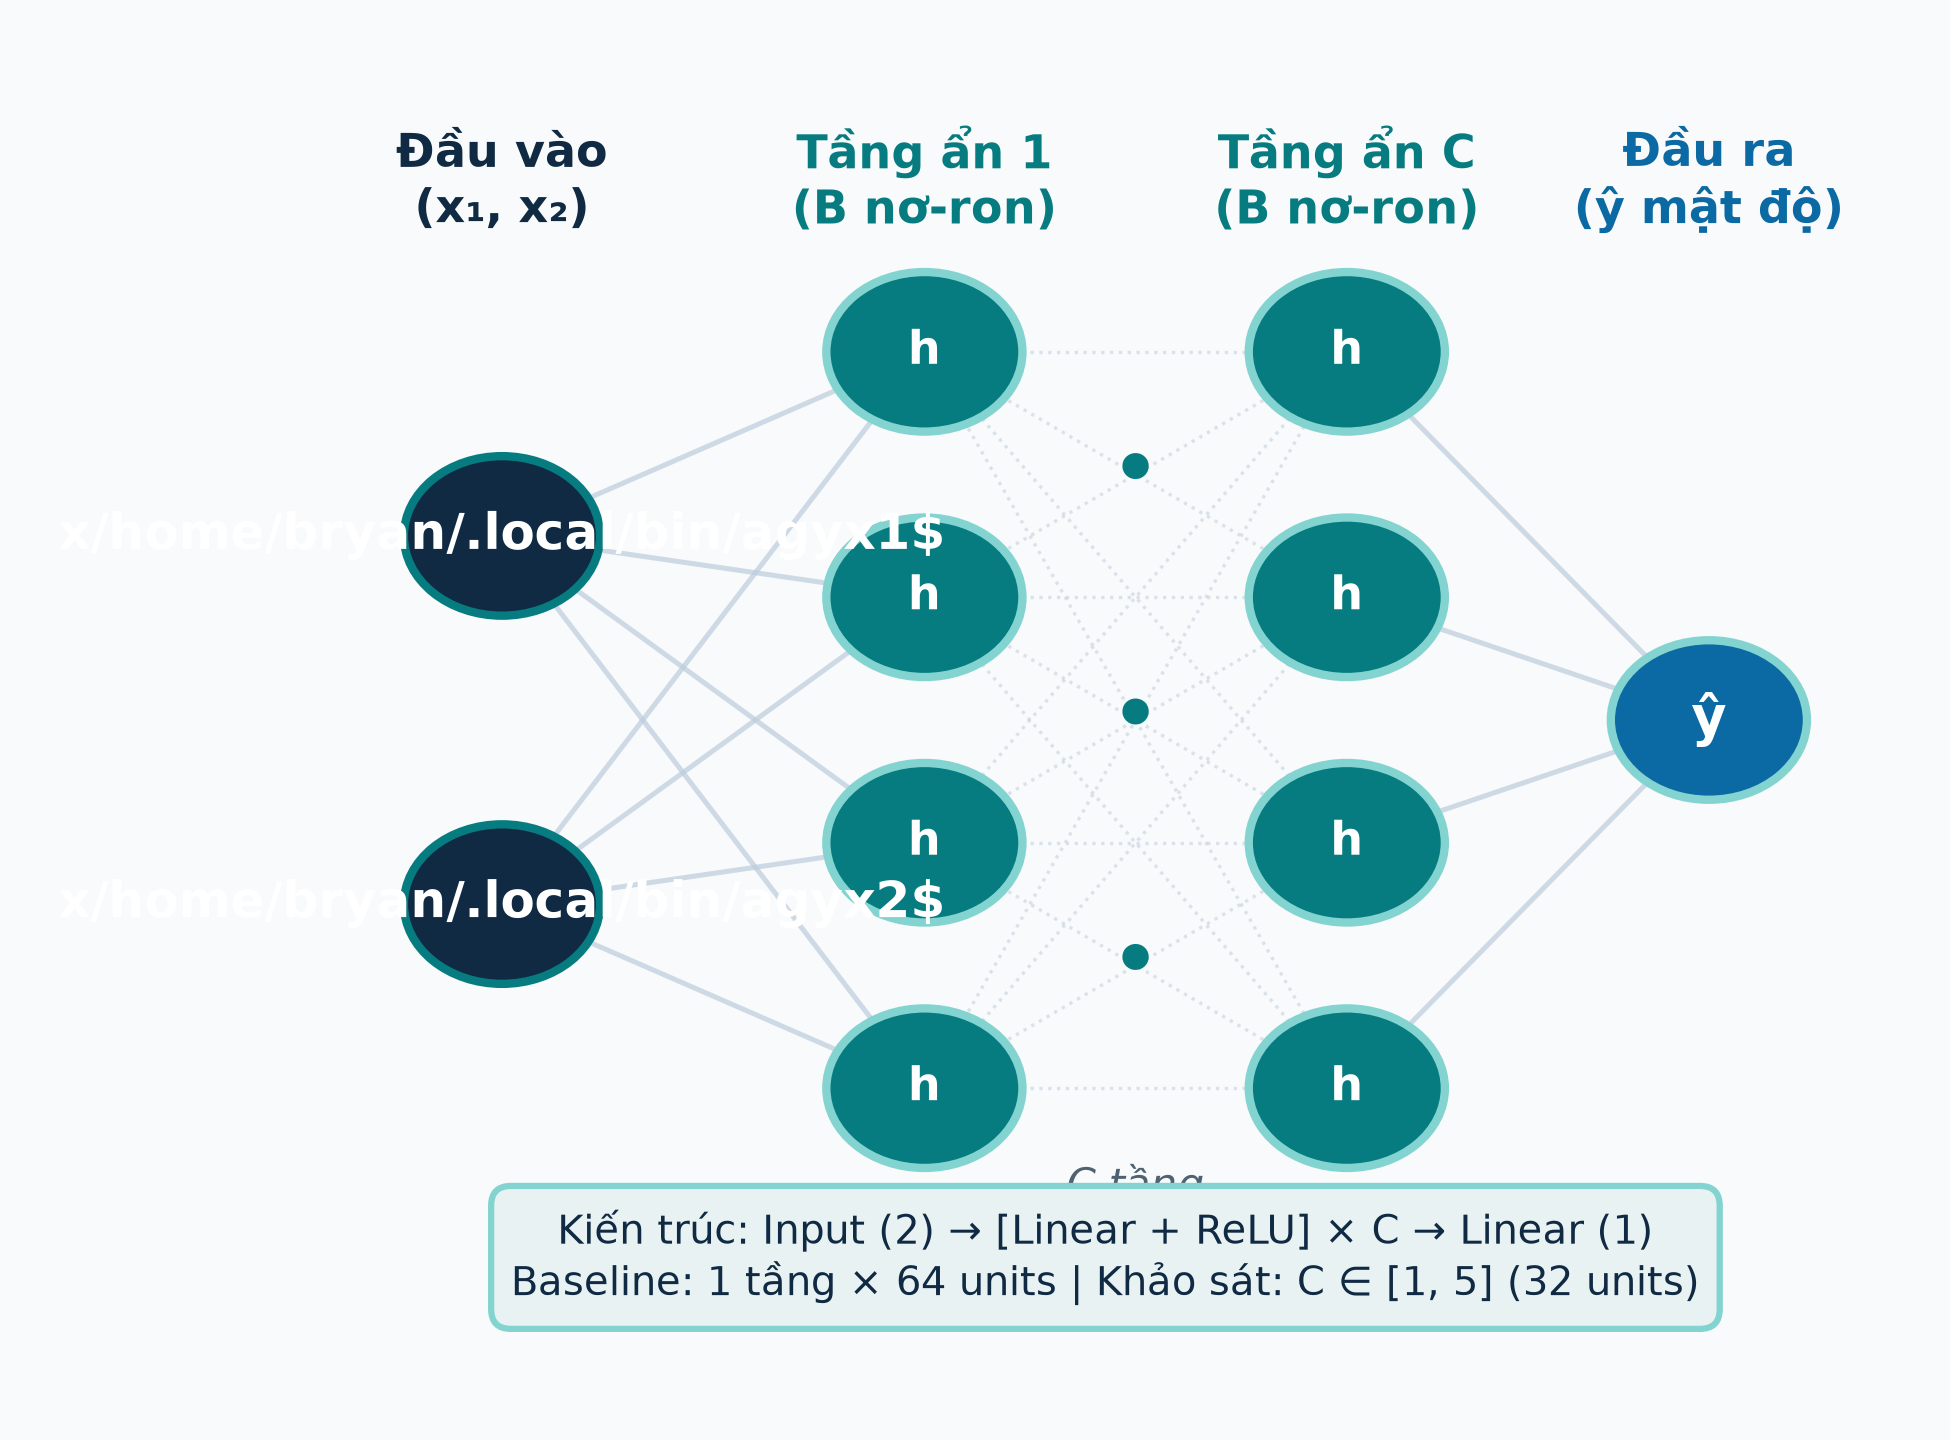 Đầu vào
(x₁, x₂)
Tầng ẩn 1
(B nơ-ron)
Tầng ẩn C
(B nơ-ron)
Đầu ra
(ŷ mật độ)
h
h
x/home/bryan/.local/bin/agyx1$
h
h
ŷ
h
h
x/home/bryan/.local/bin/agyx2$
h
h
C tầng
Kiến trúc: Input (2) → [Linear + ReLU] × C → Linear (1)
Baseline: 1 tầng × 64 units | Khảo sát: C ∈ [1, 5] (32 units)